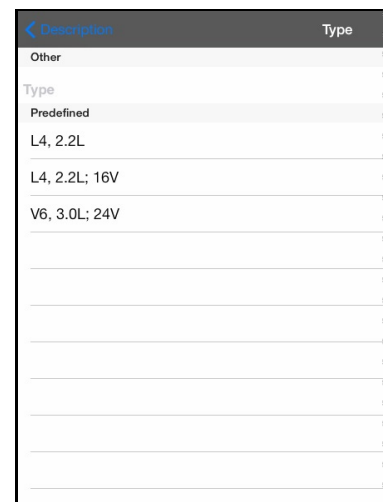 Description
Type
Other
Type
Predefined
L4, 2.2L
L4, 2.2L; 16V
V6, 3.0L; 24V